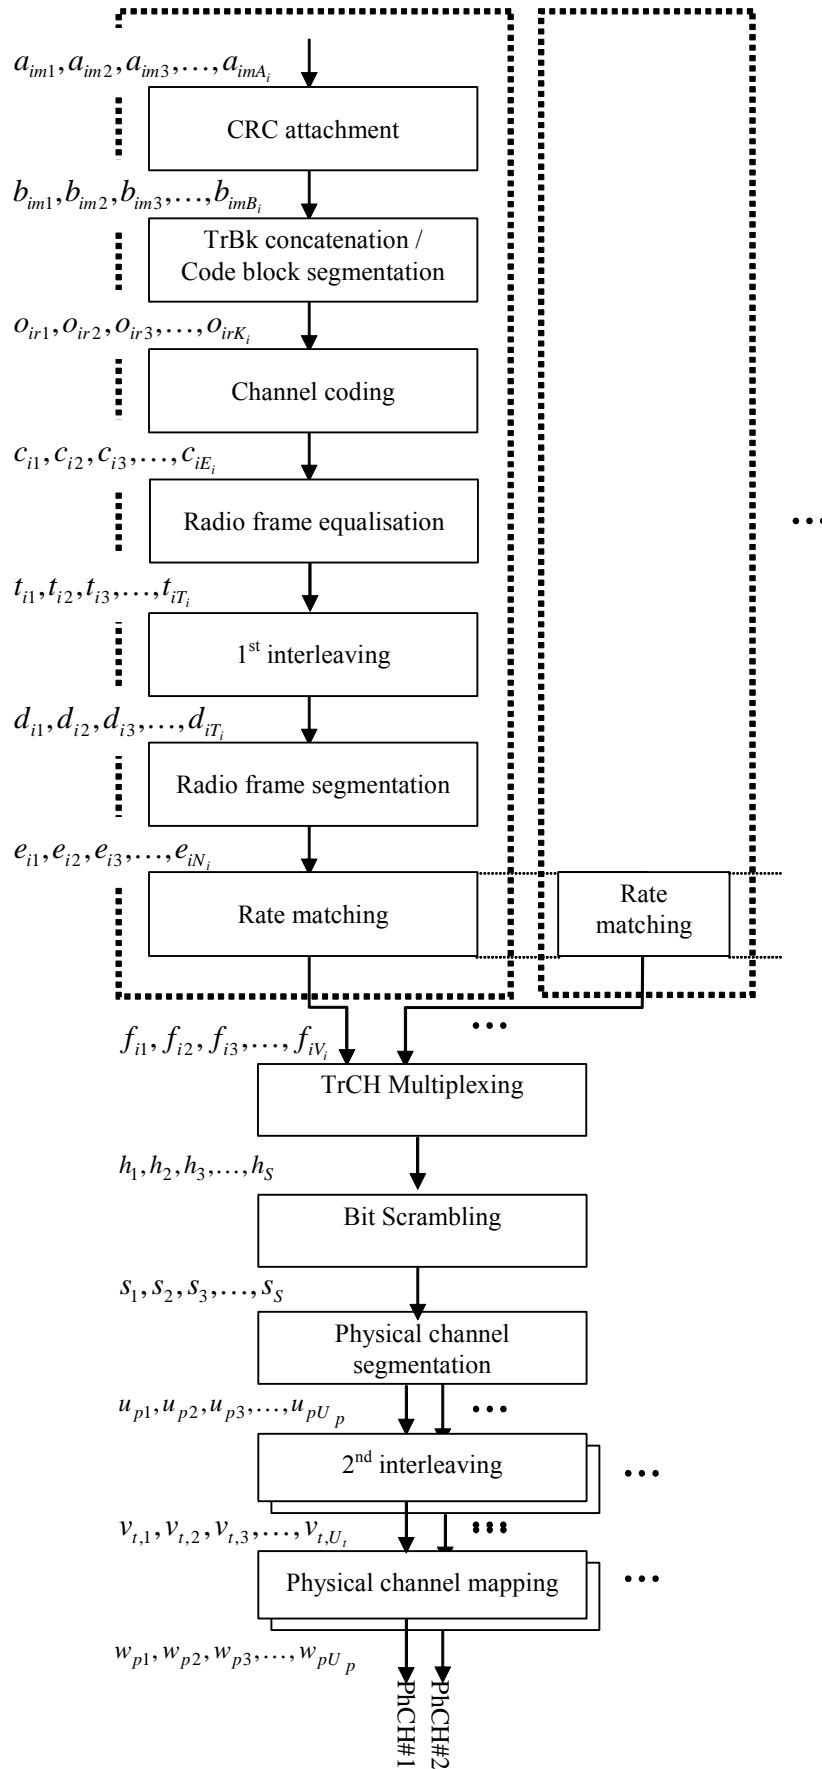 a_{im1}, a_{im2}, a_{im3}, ..., a_{imA_i}
CRC attachment
b_{im1}, b_{im2}, b_{im3}, ..., b_{imB_i}
TrBk concatenation /
Code block segmentation
o_{ir1}, o_{ir2}, o_{ir3}, ..., o_{irK_i}
Channel coding
c_{i1}, c_{i2}, c_{i3}, ..., c_{iE_i}
Radio frame equalisation
...
t_{i1}, t_{i2}, t_{i3}, ..., t_{iT_i}
1^{st} interleaving
d_{i1}, d_{i2}, d_{i3}, ..., d_{iT_i}
Radio frame segmentation
e_{i1}, e_{i2}, e_{i3}, ..., e_{iN_i}
Rate matching
Rate
matching
...
f_{i1}, f_{i2}, f_{i3}, ..., f_{iV_i}
TrCH Multiplexing
h_1, h_2, h_3, ..., h_S
Bit Scrambling
s_1, s_2, s_3, ..., s_S
Physical channel
segmentation
u_{p1}, u_{p2}, u_{p3}, ..., u_{pU_p}
...
2^{nd} interleaving
...
v_{t,1}, v_{t,2}, v_{t,3}, ..., v_{t,U_t}
...
Physical channel mapping
...
w_{p1}, w_{p2}, w_{p3}, ..., w_{pU_p}
PhCH#1
PhCH#2